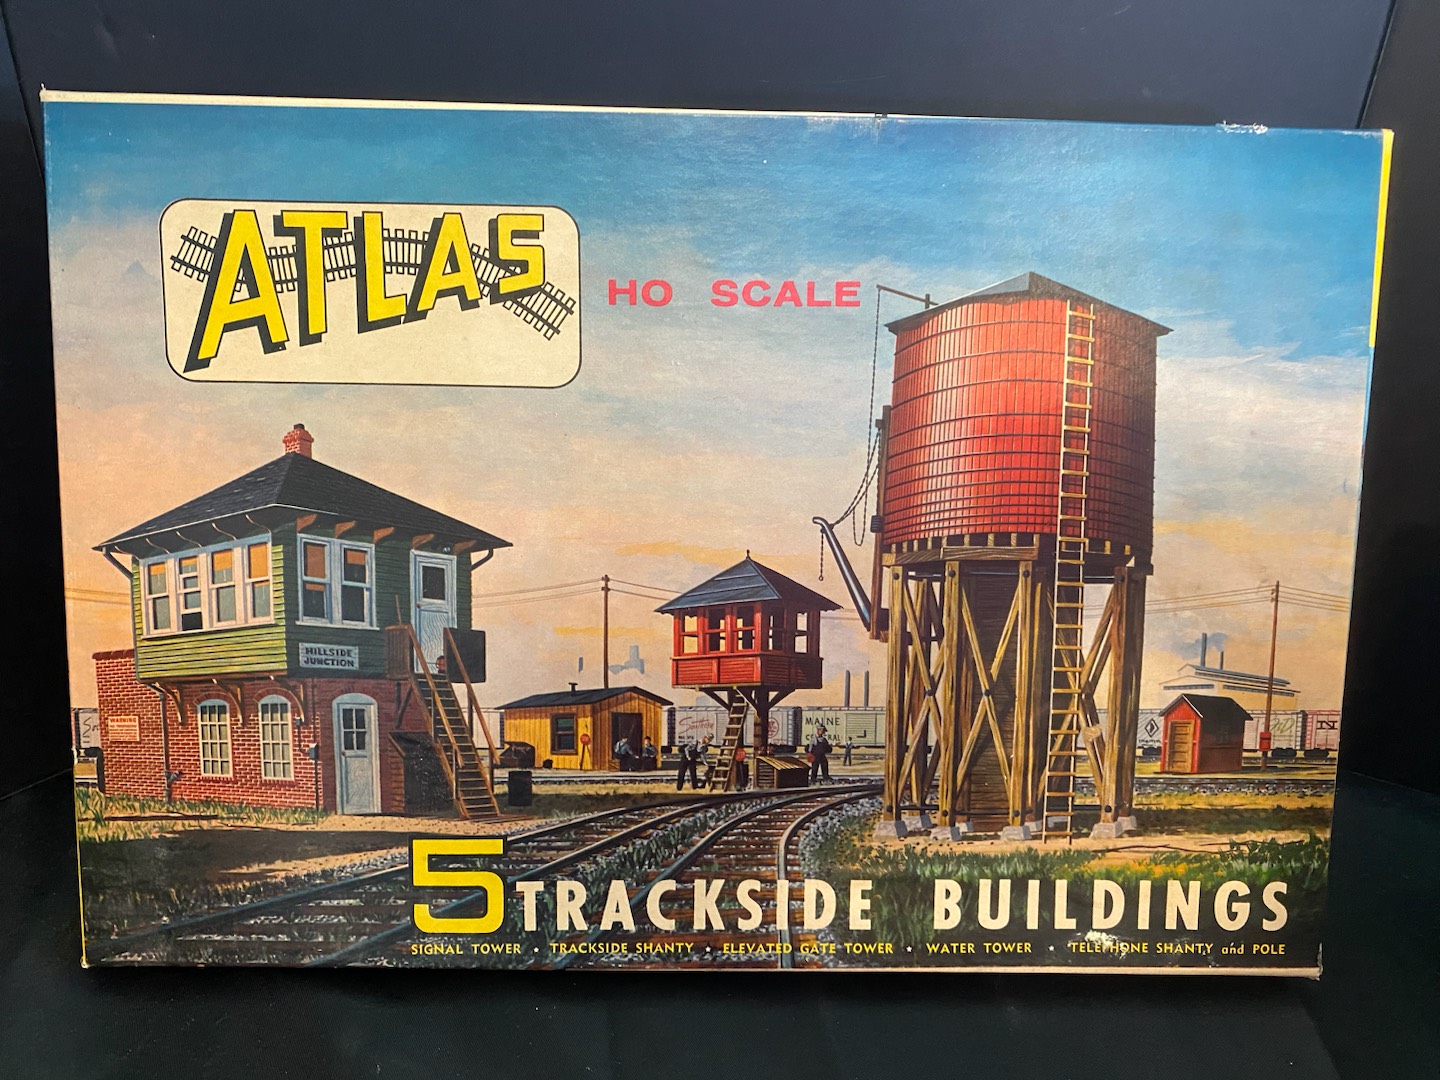 ATLAS
HO SCALE
HILLSIDE
JUNCTION
WARNING
MAINE
CENTRAL
5 TRACKSIDE BUILDINGS
SIGNAL TOWER • TRACKSIDE SHANTY • ELEVATED GATE TOWER • WATER TOWER • TELEPHONE SHANTY and POLE